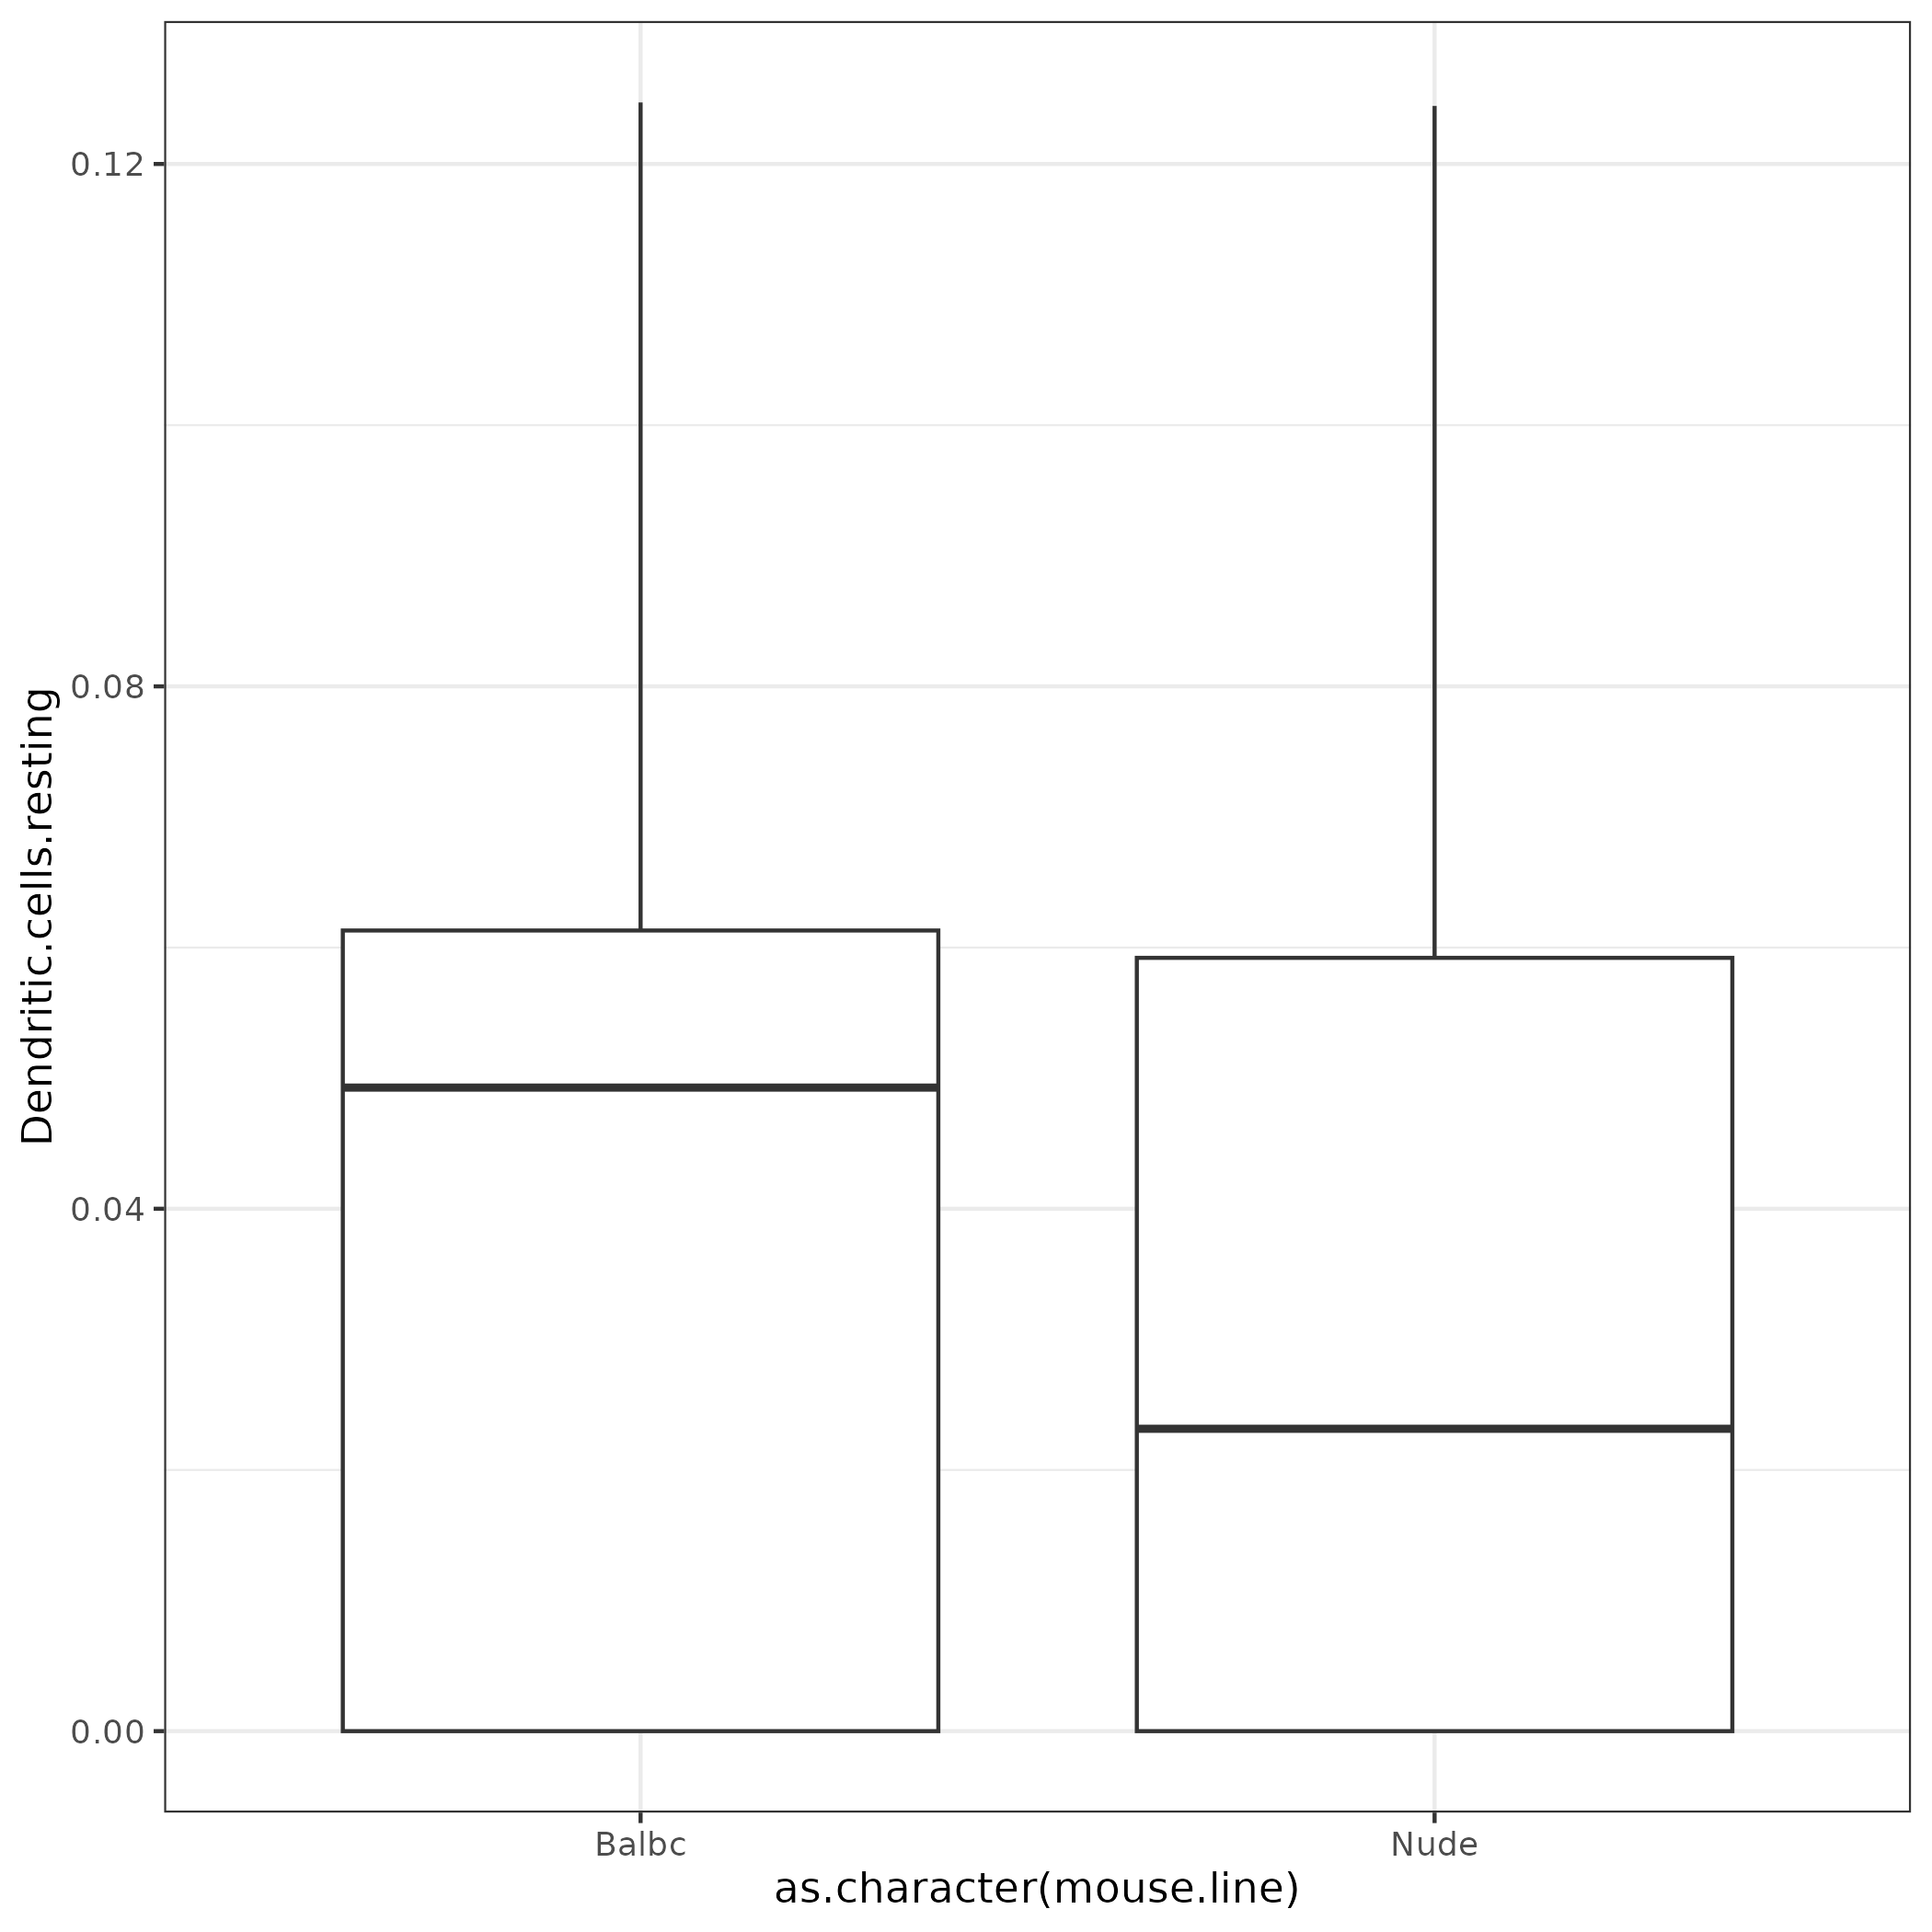 Dendritic.cells.resting
0.12
0.08
0.04
0.00
Balbc Nude
as.character(mouse.line)